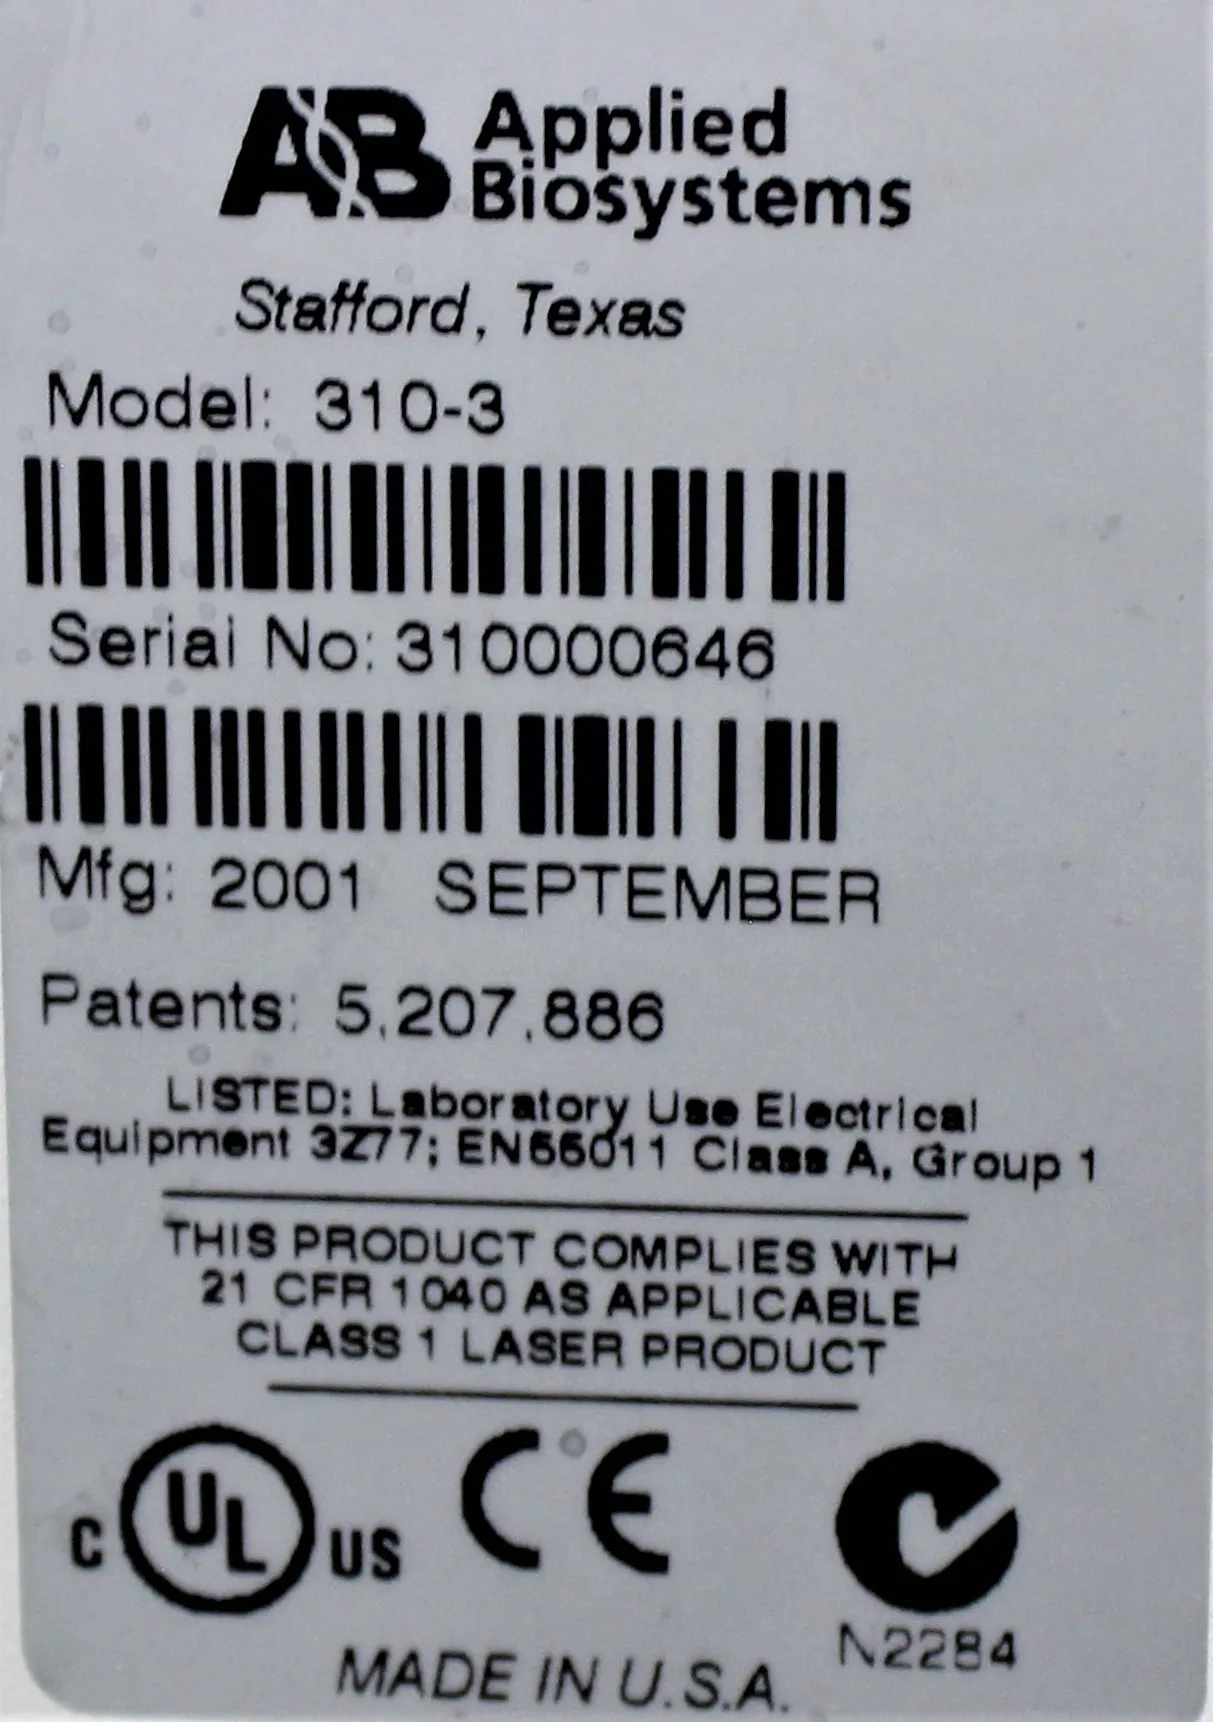 AB Applied
Biosystems
Stafford, Texas
Model: 310-3
Serial No: 310000646
Mfg: 2001 SEPTEMBER
Patents: 5,207,886
LISTED: Laboratory Use Electrical
Equipment 3Z77; EN55011 Class A, Group 1
THIS PRODUCT COMPLIES WITH
21 CFR 1040 AS APPLICABLE
CLASS 1 LASER PRODUCT
C UL US CE
N2284
MADE IN U.S.A.